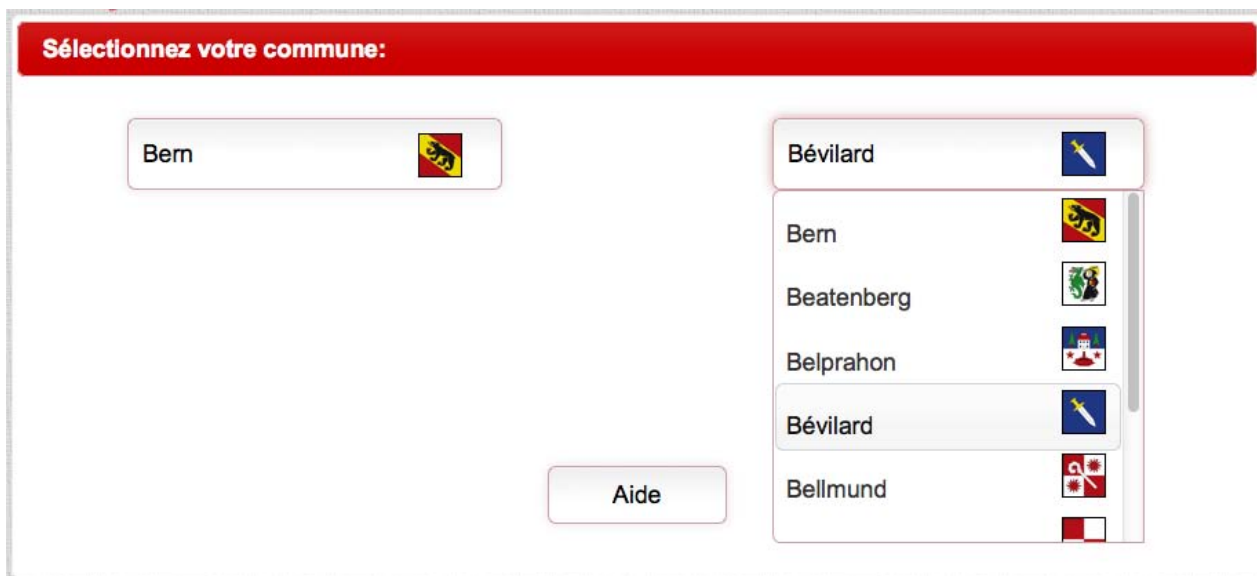 Sélectionnez votre commune:
Bern
Bévilard
Bern
Beatenberg
Belprahon
Bévilard
Bellmund
Aide